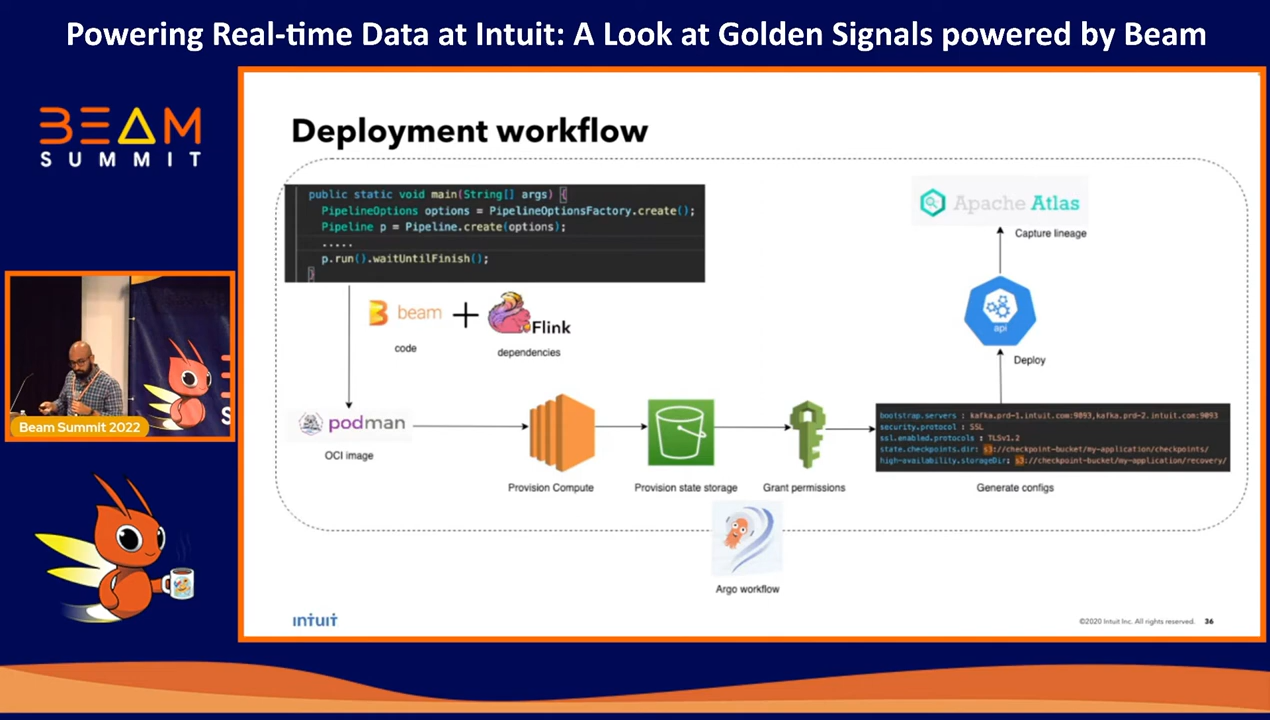 Powering Real-time Data at Intuit: A Look at Golden Signals powered by Beam
BEAM
SUMMIT
Deployment workflow
public static void main(String[] args) {
PipelineOptions options = PipelineOptionsFactory.create();
Pipeline p = Pipeline.create(options);
.....
p.run().waitUntilFinish();
}
beam
+
Flink
code
dependencies
Apache Atlas
Capture lineage
api
Deploy
podman
OCI image
Provision Compute
Provision state storage
Grant permissions
bootstrap.servers : kafka.prd-1.intuit.com:9093,kafka.prd-2.intuit.com:9093
security.protocol : SSL
ssl.enabled.protocols : TLSv1.2
state.checkpoints.dir: s3://checkpoint-bucket/my-application/checkpoints/
high-availability.storageDir: s3://checkpoint-bucket/my-application/recovery/
Generate configs
Argo workflow
Beam Summit 2022
intuit
©2020 Intuit Inc. All rights reserved.
36